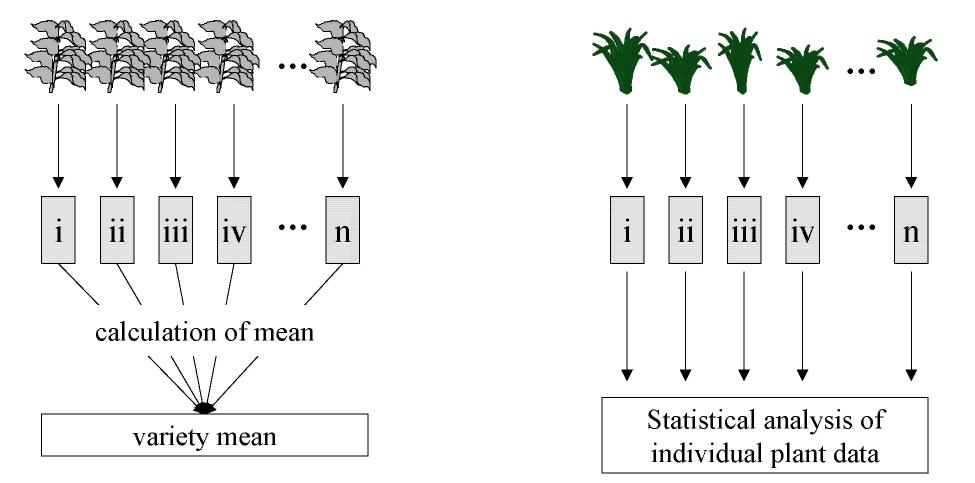 ...
...
i ii iii iv ... n
i ii iii iv ... n
calculation of mean
variety mean
Statistical analysis of
individual plant data